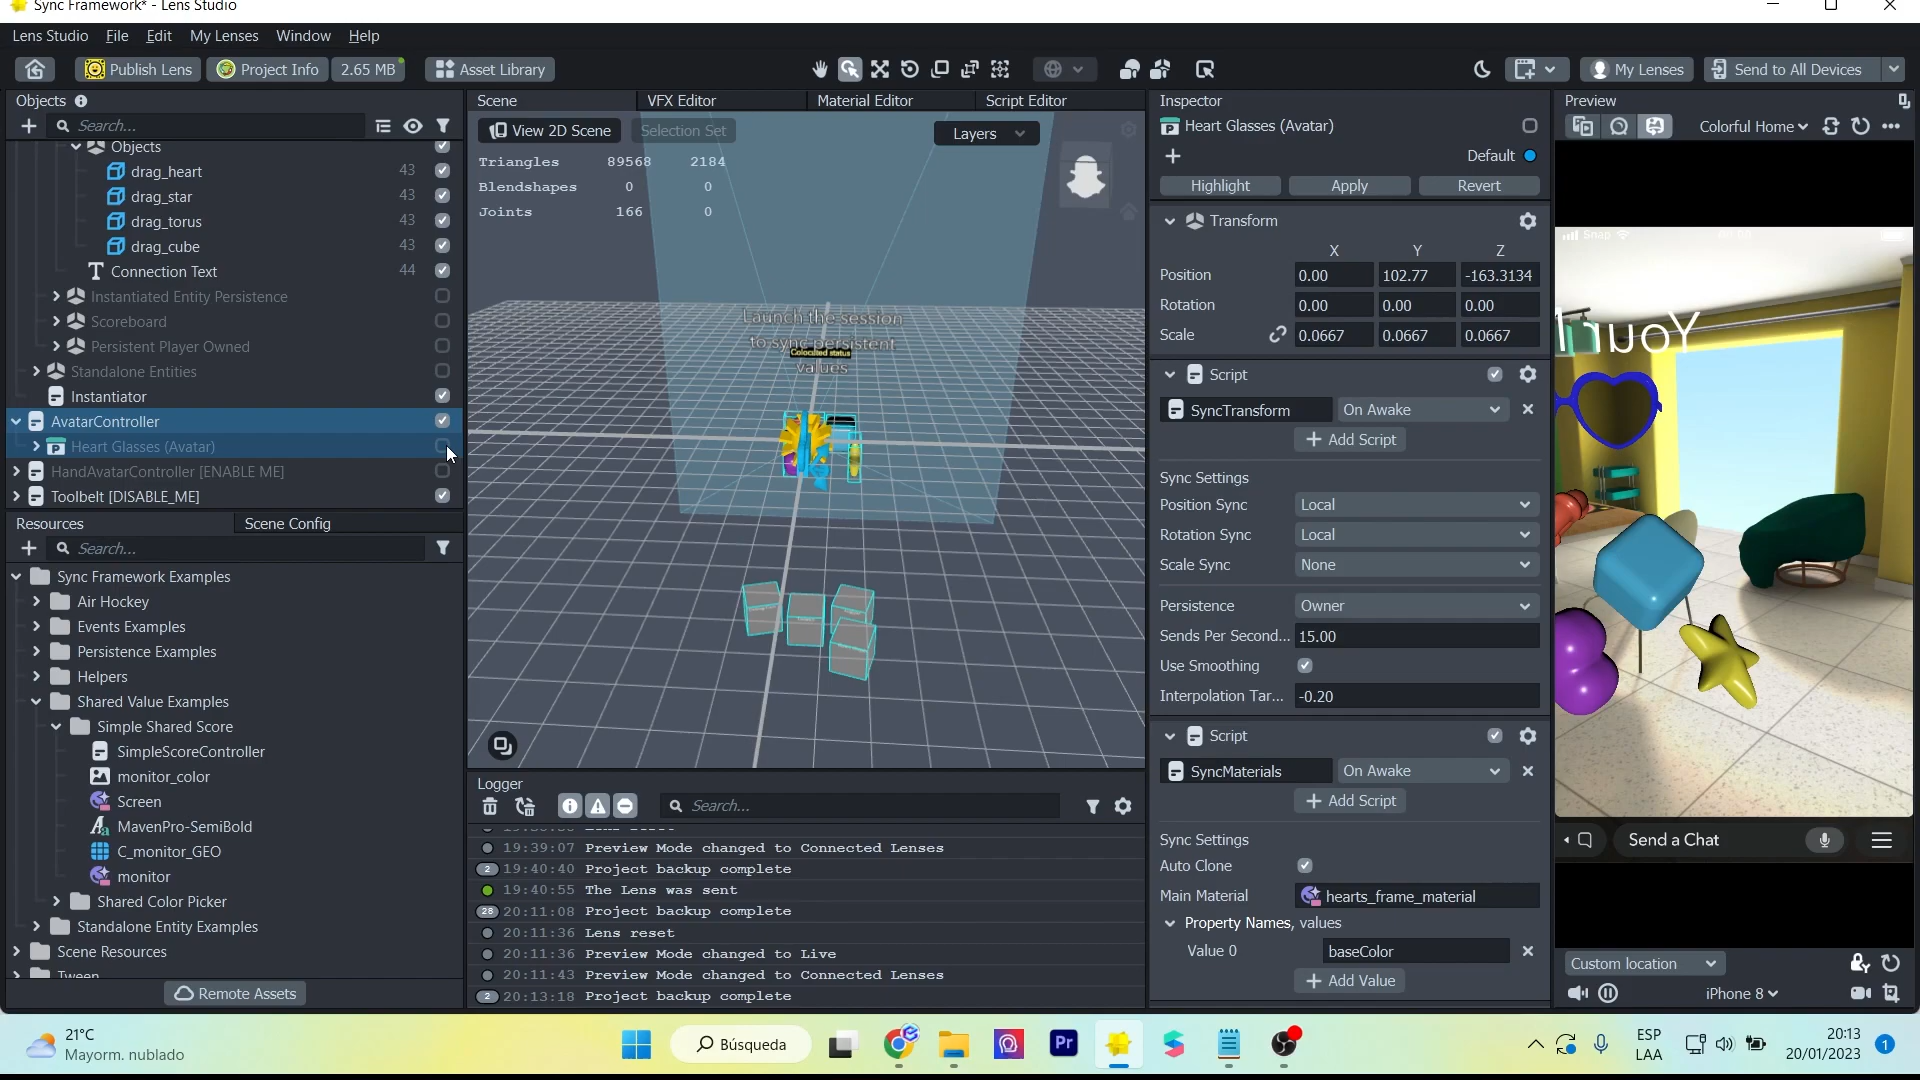 Sync Framework* - Lens Studio
Lens Studio File Edit My Lenses Window Help
Publish Lens Project Info 2.65 MB Asset Library My Lenses Send to All Devices
Objects
Search...
Objects
drag_heart 43
drag_star 43
drag_torus 43
drag_cube 43
Connection Text 44
Instantiated Entity Persistence
Scoreboard
Persistent Player Owned
Standalone Entities
Instantiator
AvatarController
Heart Glasses (Avatar)
HandAvatarController [ENABLE ME]
Toolbelt [DISABLE_ME]
Resources Scene Config
Search...
Sync Framework Examples
Air Hockey
Events Examples
Persistence Examples
Helpers
Shared Value Examples
Simple Shared Score
SimpleScoreController
monitor_color
Screen
MavenPro-SemiBold
C_monitor_GEO
monitor
Shared Color Picker
Standalone Entity Examples
Scene Resources
Tween
Remote Assets
Scene VFX Editor Material Editor Script Editor
View 2D Scene Selection Set Layers
Triangles 89568 2184
Blendshapes 0 0
Joints 166 0
Launch the session
to sync persistent
Colocated status
values
Logger
Search...
19:39:07 Preview Mode changed to Connected Lenses
2 19:40:40 Project backup complete
19:40:55 The Lens was sent
28 20:11:08 Project backup complete
20:11:36 Lens reset
20:11:36 Preview Mode changed to Live
20:11:43 Preview Mode changed to Connected Lenses
2 20:13:18 Project backup complete
Inspector
Heart Glasses (Avatar)
Default
Highlight Apply Revert
Transform
X Y Z
Position 0.00 102.77 -163.3134
Rotation 0.00 0.00 0.00
Scale 0.0667 0.0667 0.0667
Script
SyncTransform On Awake
+ Add Script
Sync Settings
Position Sync Local
Rotation Sync Local
Scale Sync None
Persistence Owner
Sends Per Second... 15.00
Use Smoothing
Interpolation Tar... -0.20
Script
SyncMaterials On Awake
+ Add Script
Sync Settings
Auto Clone
Main Material hearts_frame_material
Property Names, values
Value 0 baseColor
+ Add Value
Preview
Colorful Home
Snap
Your
Send a Chat
Custom location
iPhone 8
21°C
Mayorm. nublado
Búsqueda
Pr
ESP
LAA
20:13
20/01/2023
1